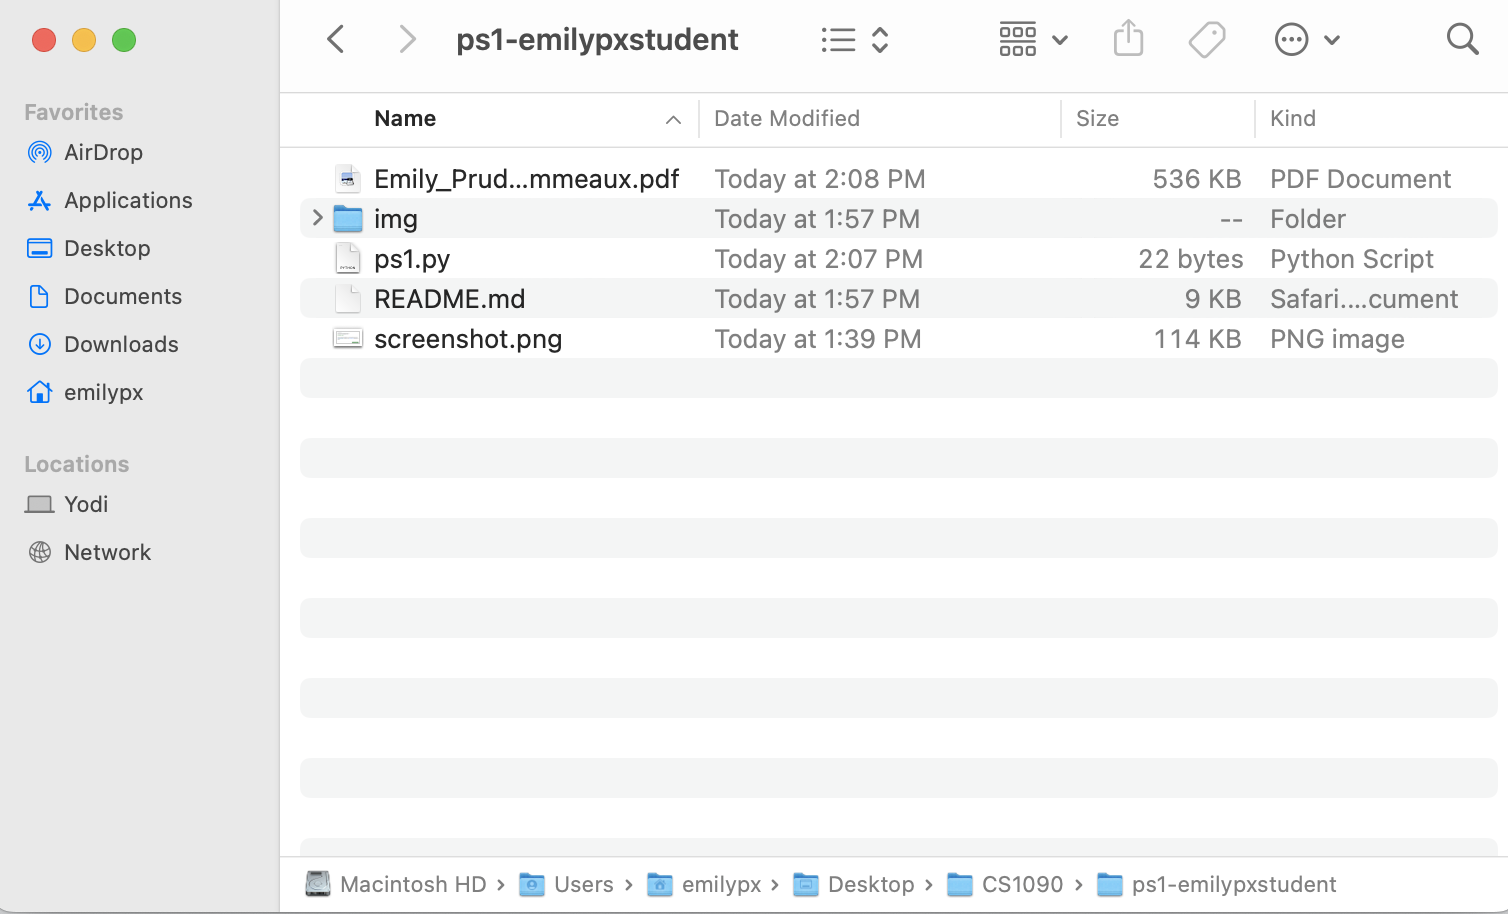 ps1-emilypxstudent
Favorites
AirDrop
Applications
Desktop
Documents
Downloads
emilypx
Locations
Yodi
Network
Name Date Modified Size Kind
Emily_Prud...mmeaux.pdf Today at 2:08 PM 536 KB PDF Document
img Today at 1:57 PM -- Folder
ps1.py Today at 2:07 PM 22 bytes Python Script
README.md Today at 1:57 PM 9 KB Safari....cument
screenshot.png Today at 1:39 PM 114 KB PNG image
Macintosh HD › Users › emilypx › Desktop › CS1090 › ps1-emilypxstudent